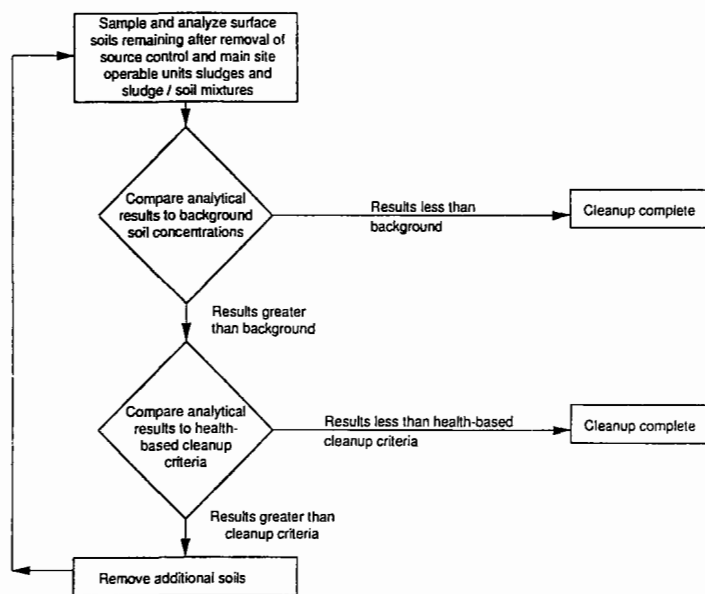 Sample and analyze surface
soils remaining after removal of
source control and main site
operable units sludges and
sludge / soil mixtures
Compare analytical
results to background
soil concentrations
Results less than
background
Cleanup complete
Results greater
than background
Compare analytical
results to health-
based cleanup
criteria
Results less than health-based
cleanup criteria
Cleanup complete
Results greater than
cleanup criteria
Remove additional soils